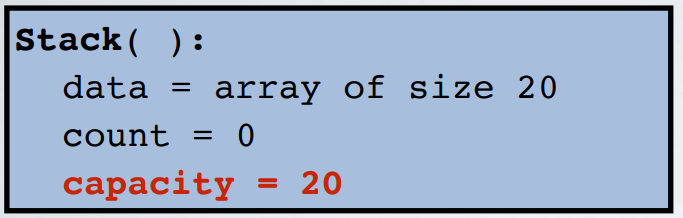 Stack( ):
data = array of size 20
count = 0
capacity = 20